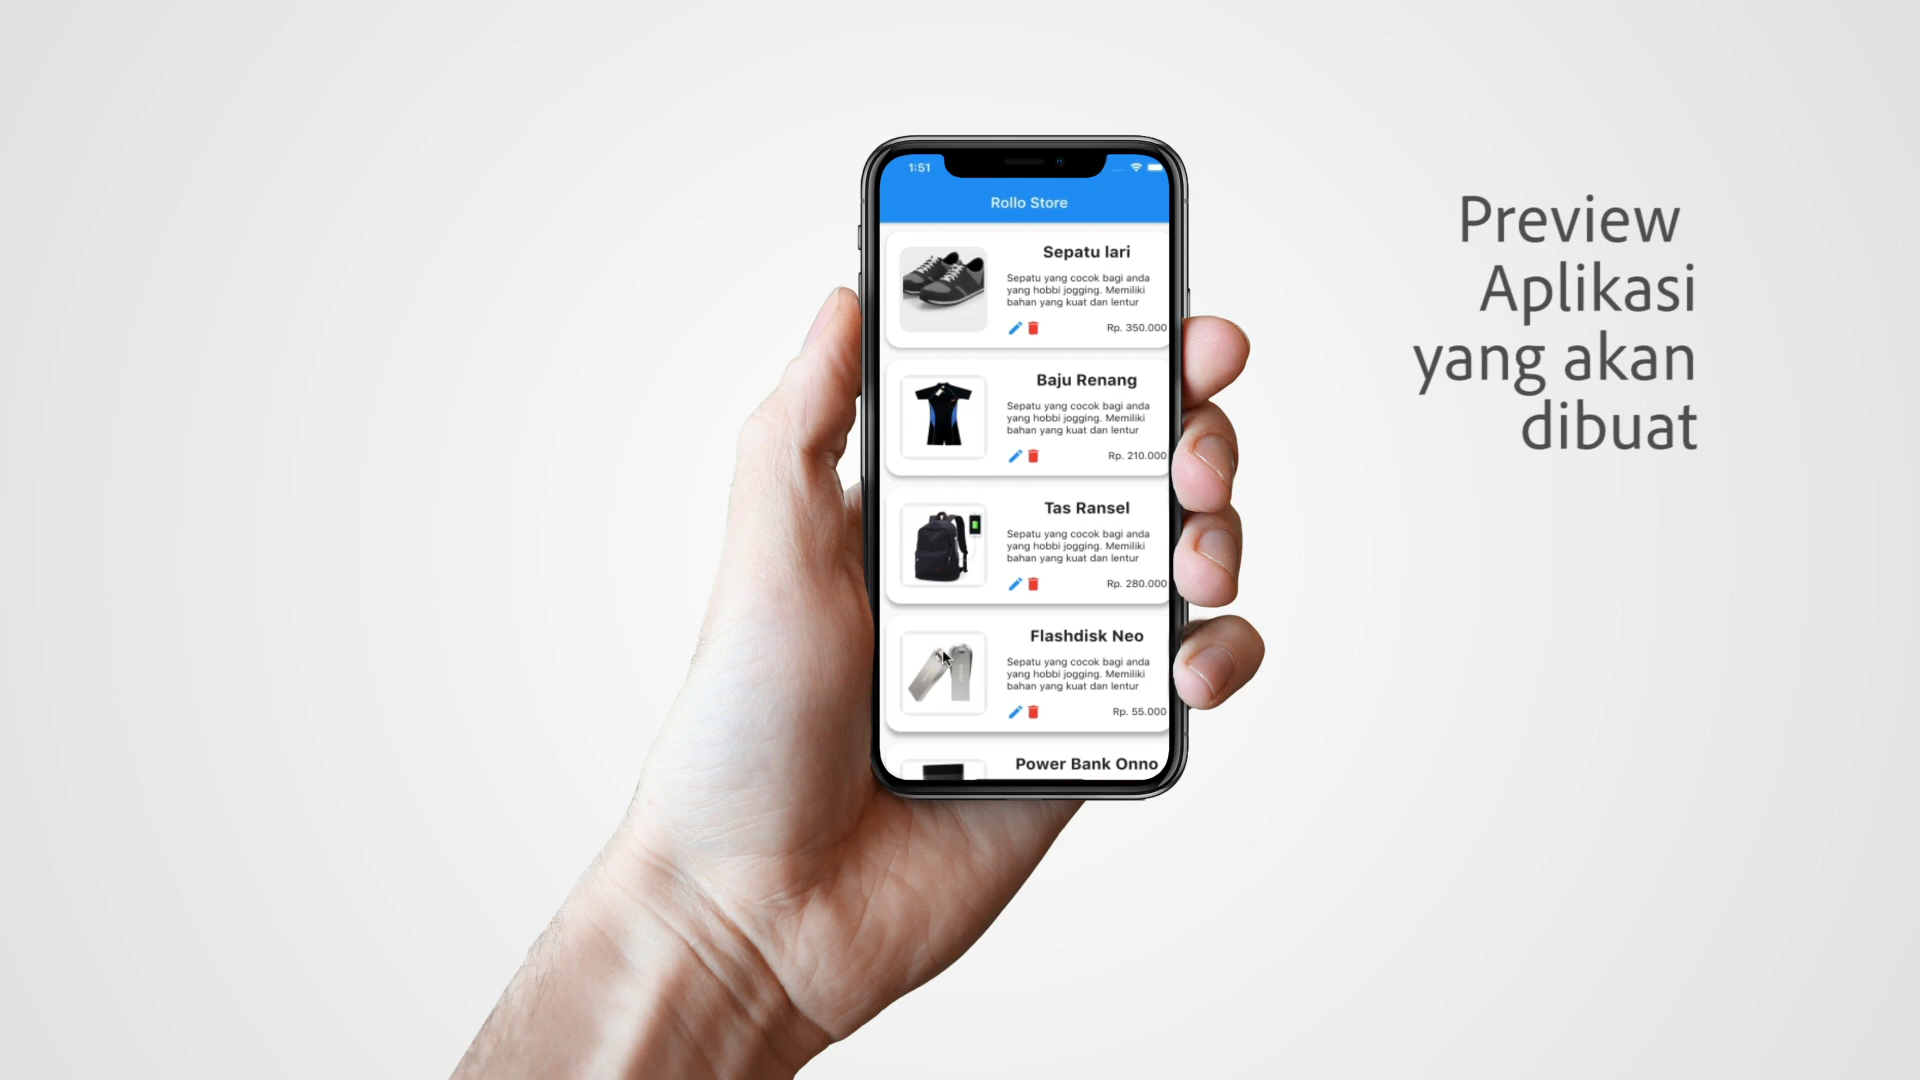 1:51
Rollo Store
Sepatu lari
Sepatu yang cocok bagi anda
yang hobbi jogging. Memiliki
bahan yang kuat dan lentur
Rp. 350.000
Baju Renang
Sepatu yang cocok bagi anda
yang hobbi jogging. Memiliki
bahan yang kuat dan lentur
Rp. 210.000
Tas Ransel
Sepatu yang cocok bagi anda
yang hobbi jogging. Memiliki
bahan yang kuat dan lentur
Rp. 280.000
Flashdisk Neo
Sepatu yang cocok bagi anda
yang hobbi jogging. Memiliki
bahan yang kuat dan lentur
Rp. 55.000
Power Bank Onno
Preview
Aplikasi
yang akan
dibuat